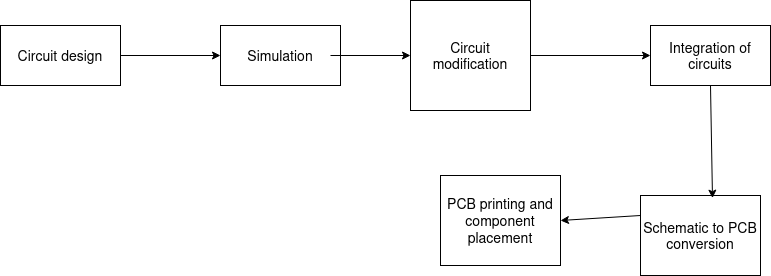 Circuit design
Simulation
Circuit
modification
Integration of
circuits
Schematic to PCB
conversion
PCB printing and
component
placement